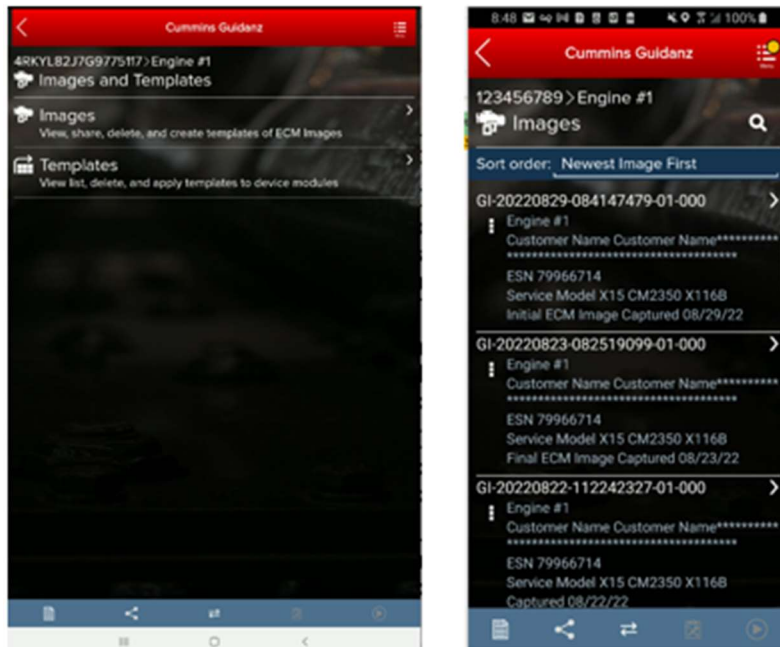 Cummins Guidanz
4RKYL82J7G9775117>Engine #1
Images and Templates
Images
View, share, delete, and create templates of ECM Images
Templates
View list, delete, and apply templates to device modules
8:48
100%
Cummins Guidanz
Menu
123456789>Engine #1
Images
Sort order: Newest Image First
GI-20220829-084147479-01-000
Engine #1
Customer Name Customer Name**********
**************************************
ESN 79966714
Service Model X15 CM2350 X116B
Initial ECM Image Captured 08/29/22
GI-20220823-082519099-01-000
Engine #1
Customer Name Customer Name**********
**************************************
ESN 79966714
Service Model X15 CM2350 X116B
Final ECM Image Captured 08/23/22
GI-20220822-112242327-01-000
Engine #1
Customer Name Customer Name**********
**************************************
ESN 79966714
Service Model X15 CM2350 X116B
Captured 08/22/22